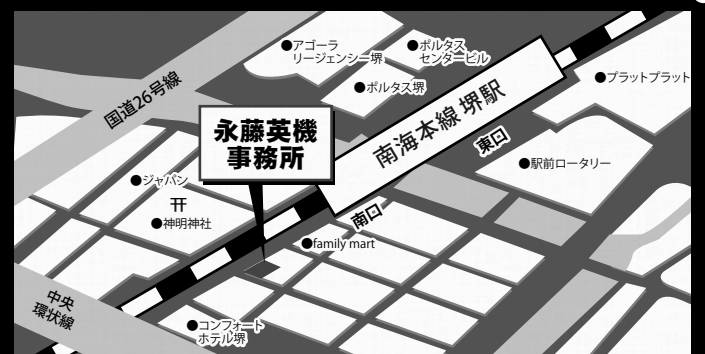 ●アゴーラ
リージェンシー堺
●ポルタス
センタービル
●ポルタス堺
●プラットプラット
国道26号線
南海本線 堺駅
永藤英機
事務所
東口
●駅前ロータリー
●ジャパン
●神明神社
南口
●family mart
中央
環状線
●コンフォート
ホテル堺